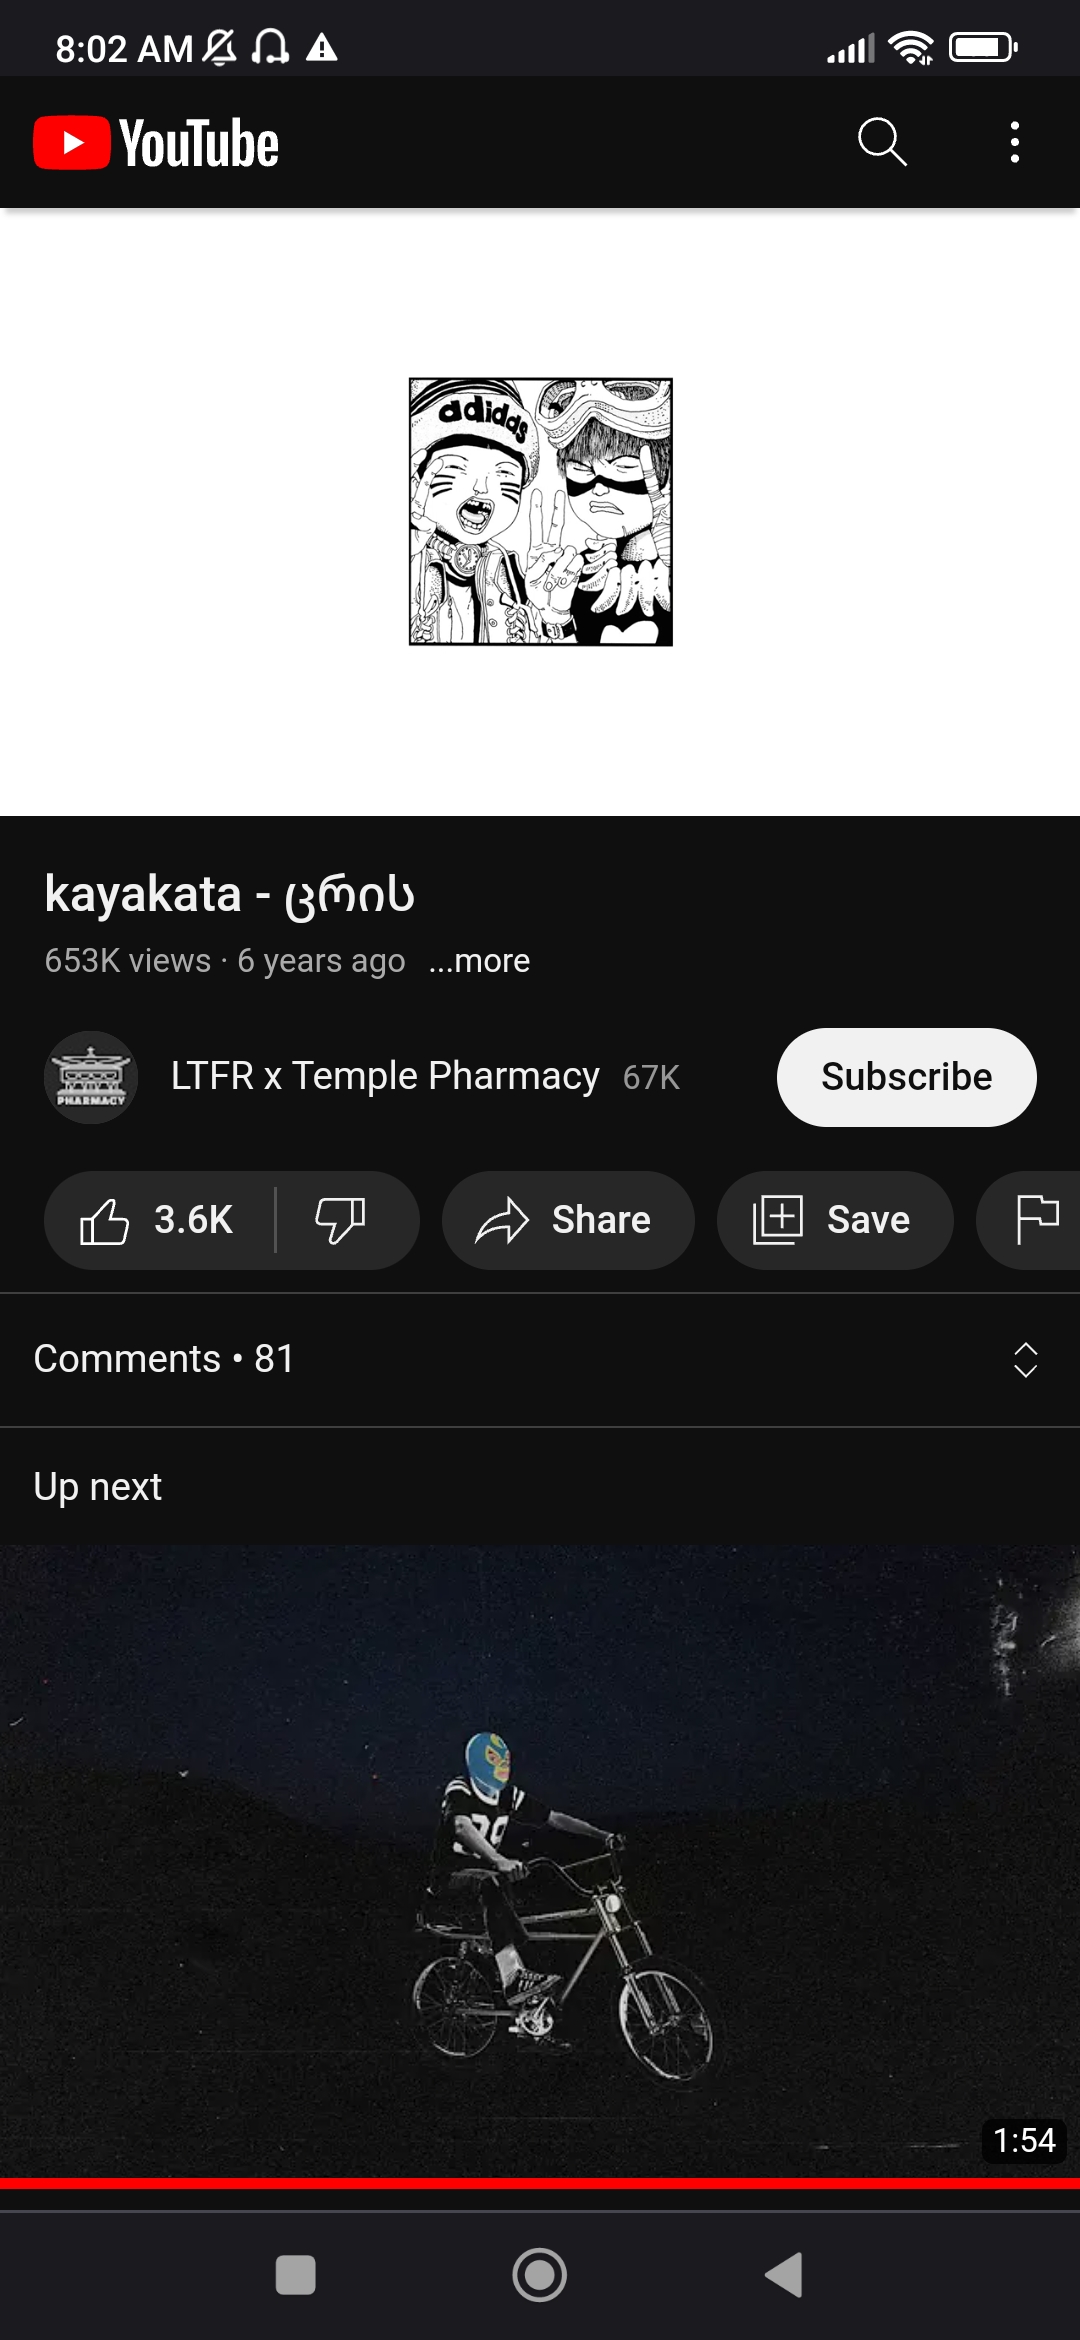 8:02 AM
YouTube
adidas
kayakata - ცრის
653K views · 6 years ago ...more
PHARMACY
LTFR x Temple Pharmacy 67K
Subscribe
3.6K
Share
Save
Comments • 81
Up next
39
1:54